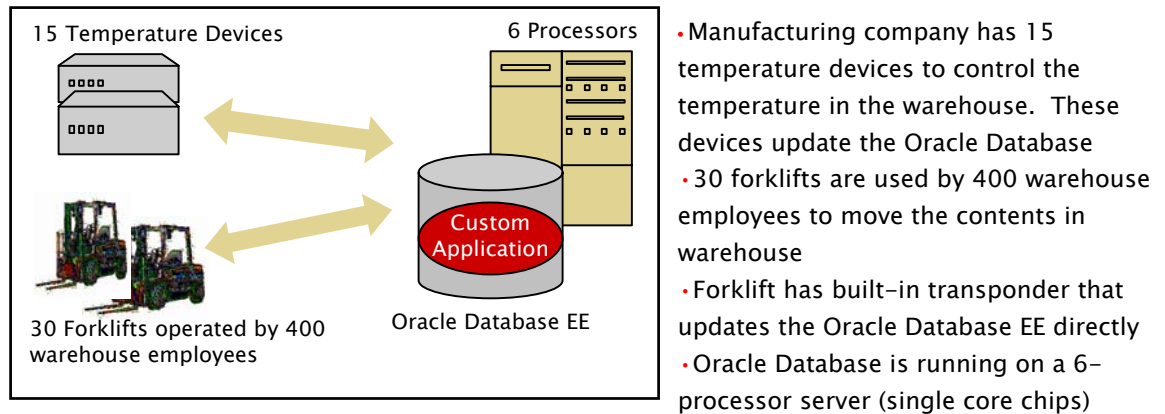 15 Temperature Devices
6 Processors
Custom
Application
30 Forklifts operated by 400
warehouse employees
Oracle Database EE
•Manufacturing company has 15
temperature devices to control the
temperature in the warehouse.  These
devices update the Oracle Database
•30 forklifts are used by 400 warehouse
employees to move the contents in
warehouse
•Forklift has built-in transponder that
updates the Oracle Database EE directly
•Oracle Database is running on a 6-
processor server (single core chips)